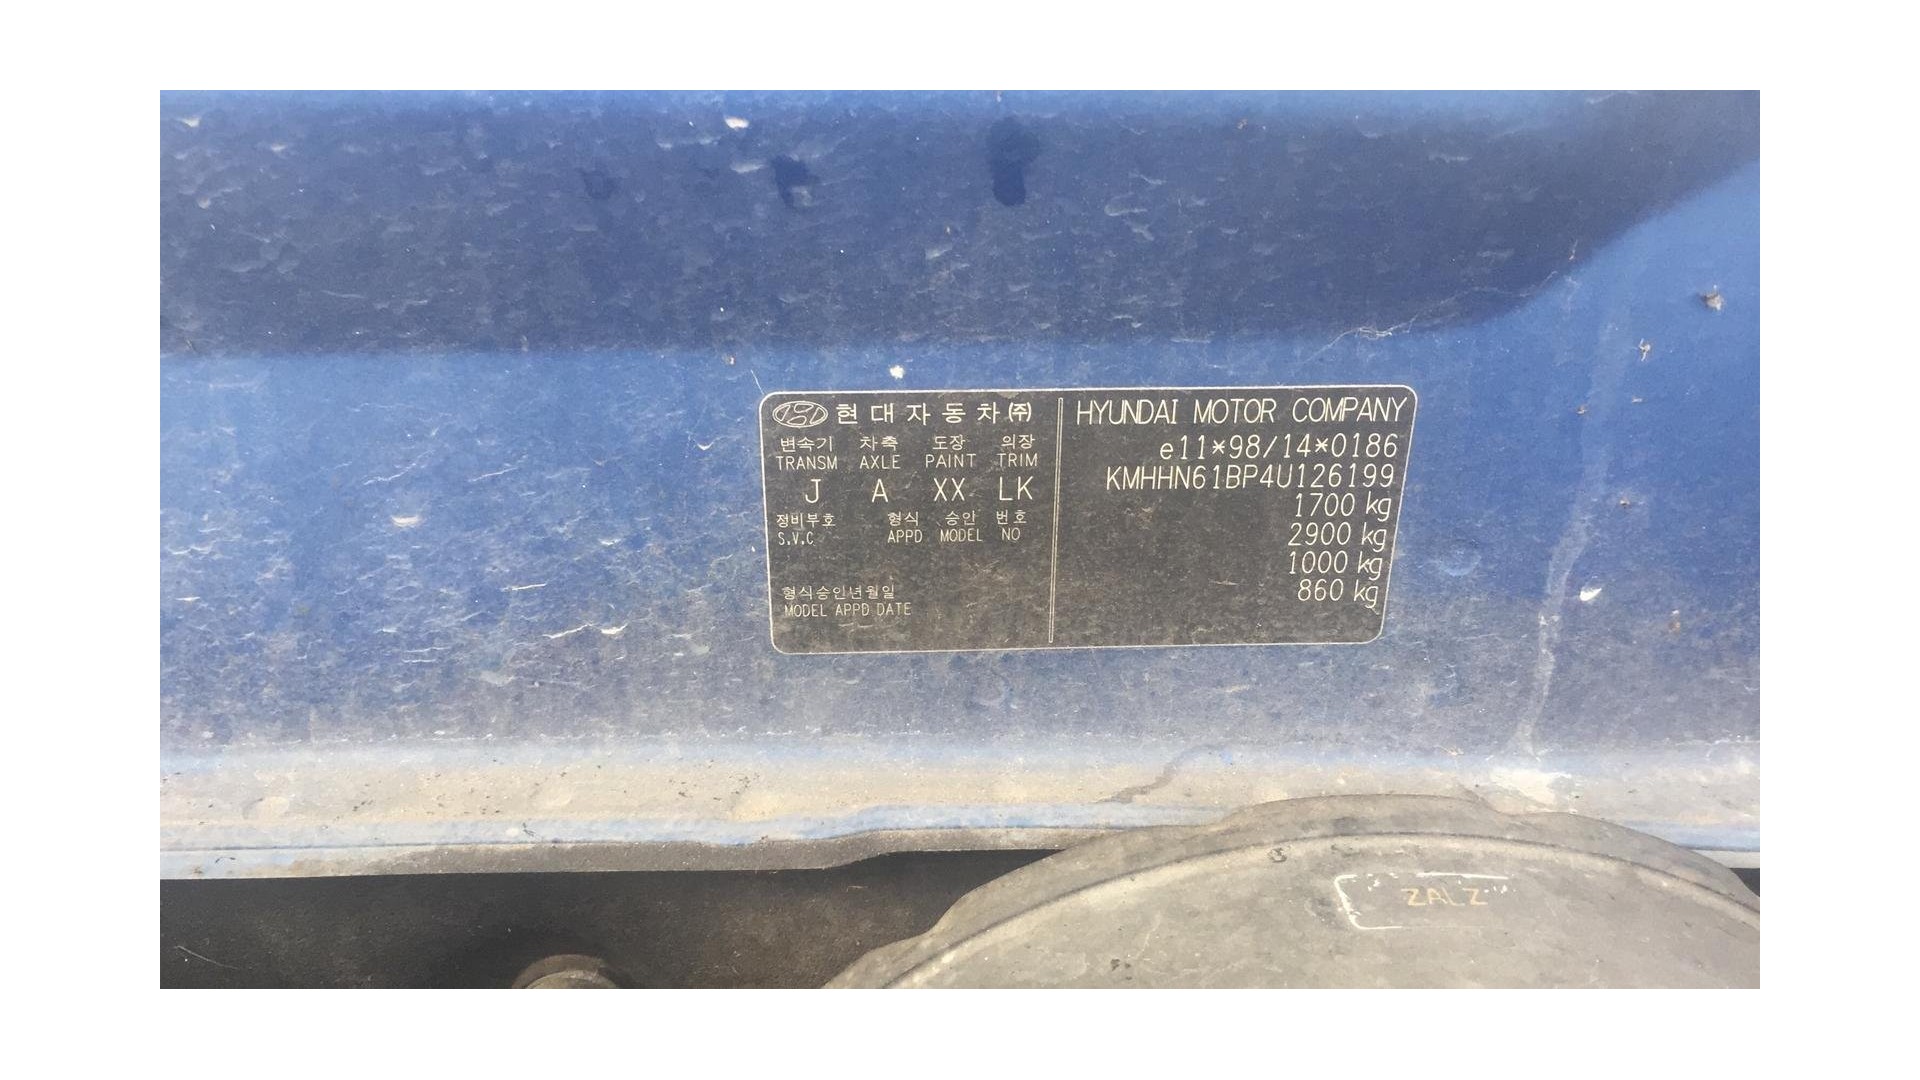 현대자동차㈜
변속기 차축 도장 의장
TRANSM AXLE PAINT TRIM
J A XX LK
정비부호 형식 승안 번호
S.V.C APPD MODEL NO
형식승인년월일
MODEL APPD DATE
HYUNDAI MOTOR COMPANY
e11*98/14*0186
KMHHN61BP4U126199
1700 kg
2900 kg
1000 kg
860 kg
ZALZ